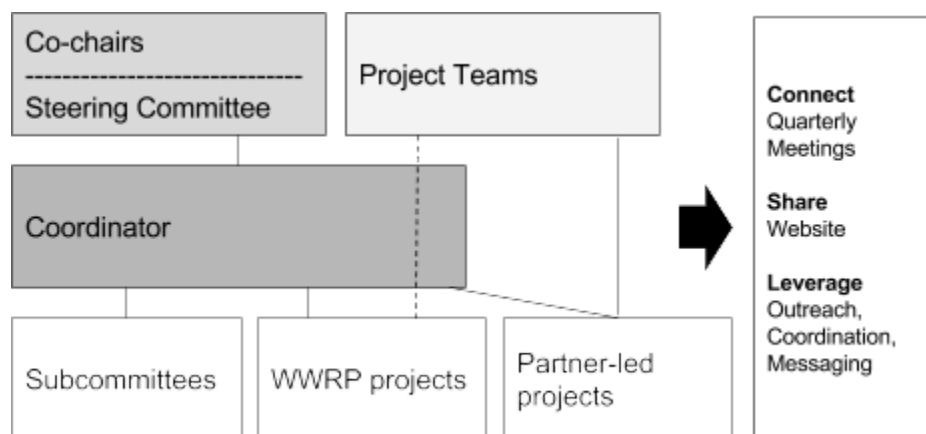 Co-chairs
------------------------------
Steering Committee
Project Teams
Coordinator
Subcommittees
WWRP projects
Partner-led
projects
Connect
Quarterly
Meetings
Share
Website
Leverage
Outreach,
Coordination,
Messaging